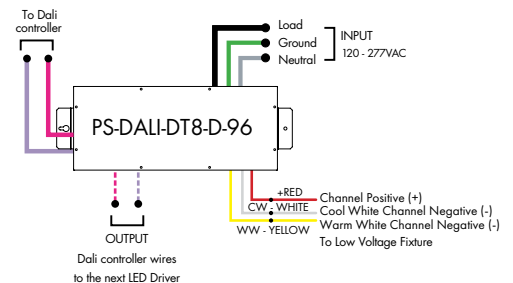 To Dali
controller
Load
Ground
Neutral
INPUT
120 - 277VAC
PS-DALI-DT8-D-96
+RED
CW - WHITE
WW - YELLOW
Channel Positive (+)
Cool White Channel Negative (-)
Warm White Channel Negative (-)
To Low Voltage Fixture
OUTPUT
Dali controller wires
to the next LED Driver